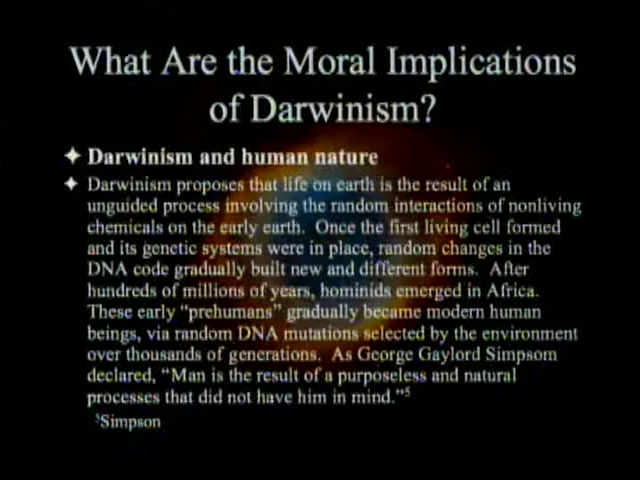 What Are the Moral Implications
of Darwinism?
✦ Darwinism and human nature
✦ Darwinism proposes that life on earth is the result of an
unguided process involving the random interactions of nonliving
chemicals on the early earth. Once the first living cell formed
and its genetic systems were in place, random changes in the
DNA code gradually built new and different forms. After
hundreds of millions of years, hominids emerged in Africa.
These early “prehumans” gradually became modern human
beings, via random DNA mutations selected by the environment
over thousands of generations. As George Gaylord Simpsom
declared, “Man is the result of a purposeless and natural
processes that did not have him in mind.”⁵
⁵Simpson